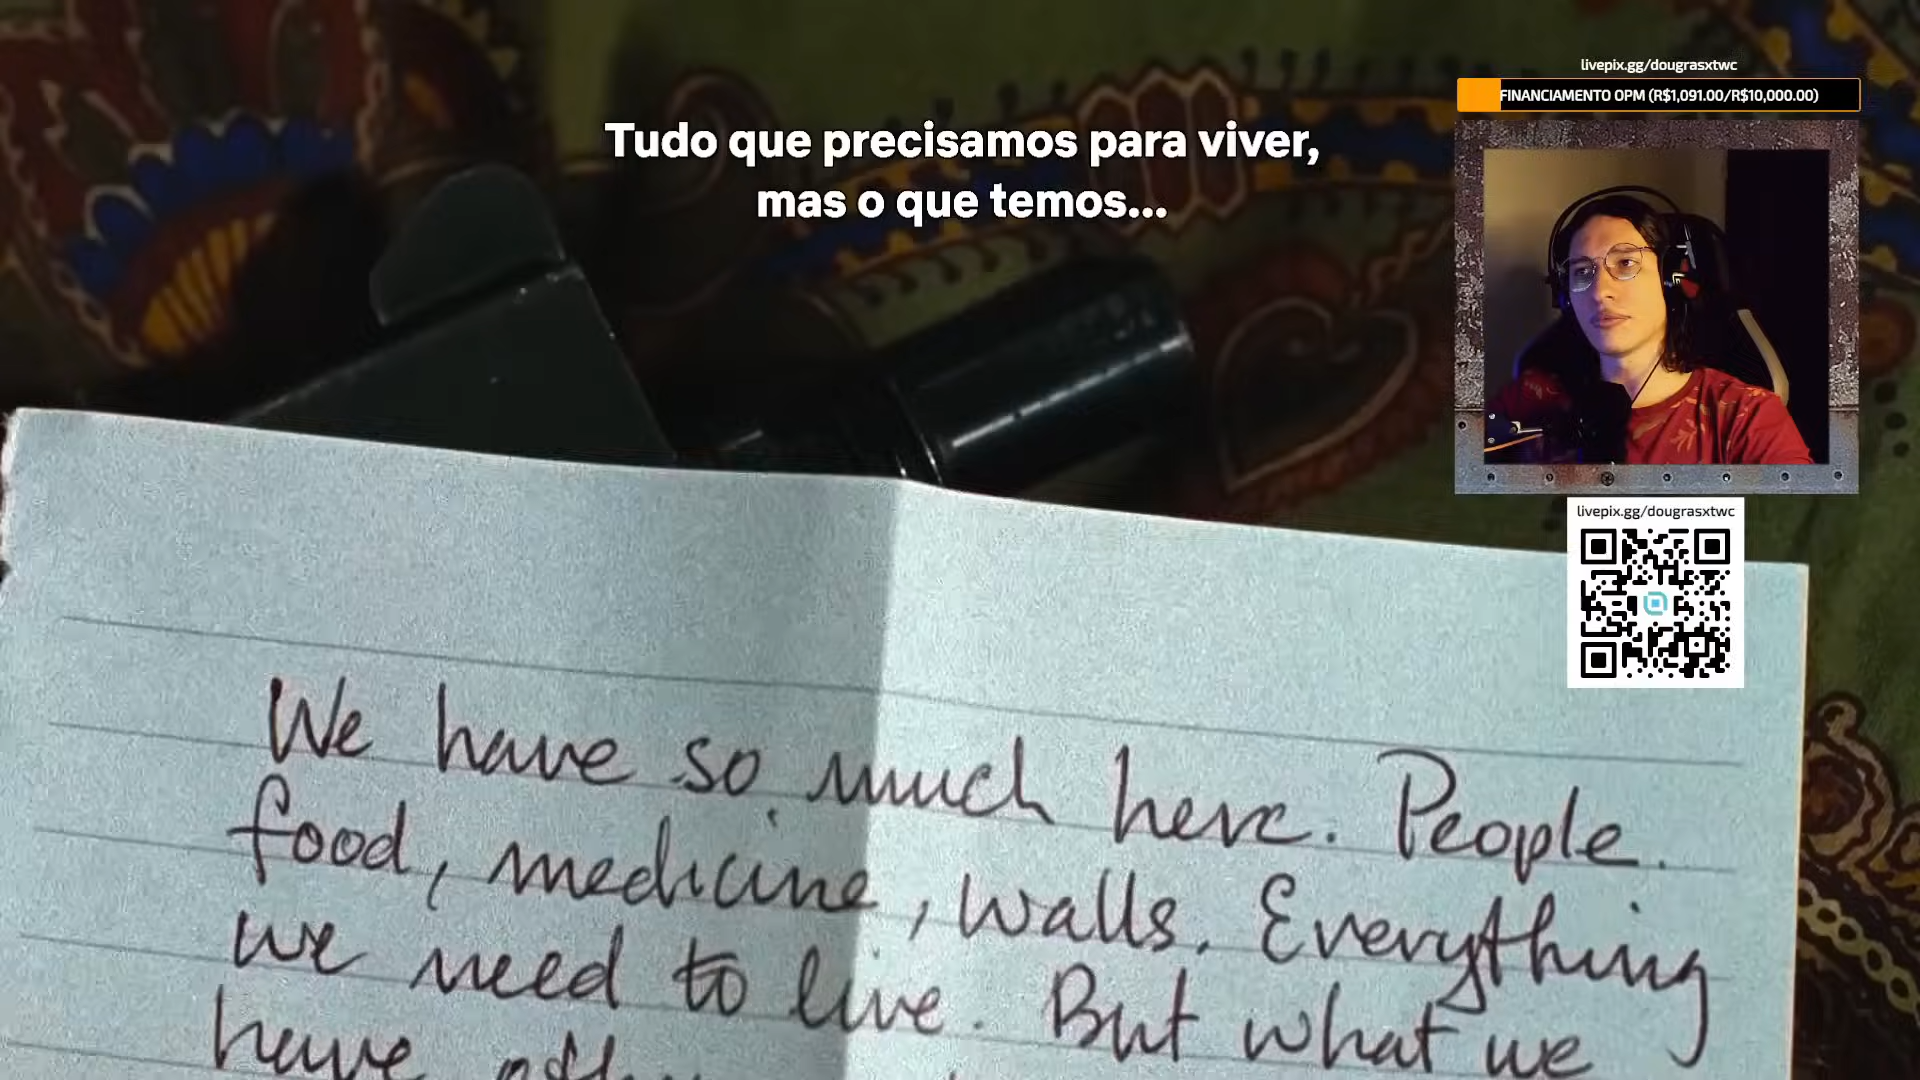 livepix.gg/dougrasxtwc
FINANCIAMENTO OPM (R$1,091.00/R$10,000.00)
Tudo que precisamos para viver,
mas o que temos...
livepix.gg/dougrasxtwc
We have so much here. People.
food, medicine, walls. Everything
we need to live. But what we
have